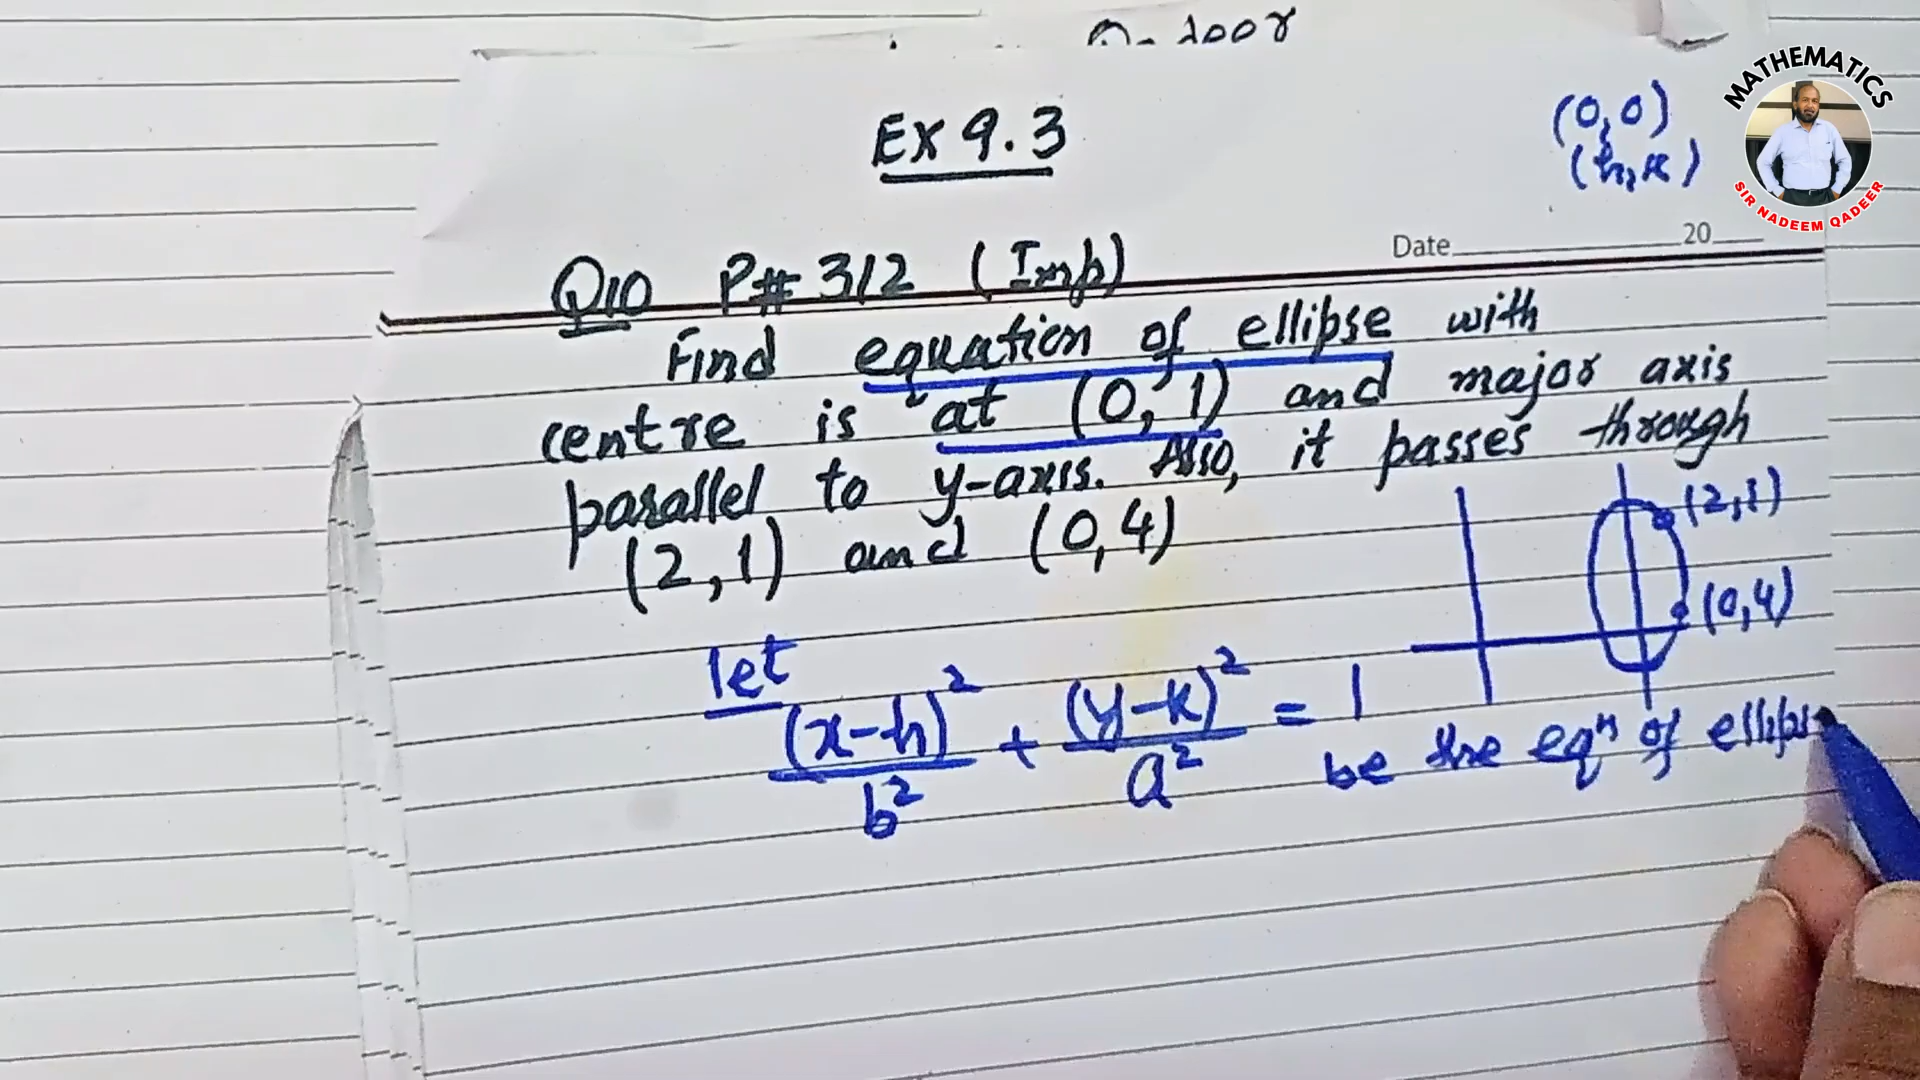 Q. door
MATHEMATICS
SIR NADEEM QADEER
(0,0)
(h,k)
Ex 9.3
Date 20
Q10 P# 312 (Imp)
Find equation of ellipse with
centre is at (0,1) and major axis
parallel to y-axis. Also, it passes through
(2,1) and (0,4)
(2,1)
(0,4)
let
(x-h)²/b² + (y-k)²/a² = 1
be the eqⁿ of ellipse